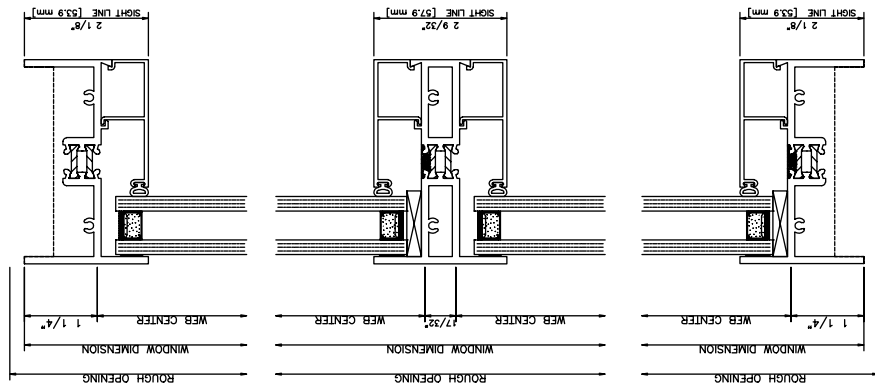 ROUGH OPENING
ROUGH OPENING
ROUGH OPENING
WINDOW DIMENSION
WINDOW DIMENSION
WINDOW DIMENSION
1 1/4"
WEB CENTER
WEB CENTER
17/32"
WEB CENTER
WEB CENTER
1 1/4"
2 1/8"
SIGHT LINE [53.9 mm]
2 9/32"
SIGHT LINE [57.9 mm]
2 1/8"
SIGHT LINE [53.9 mm]